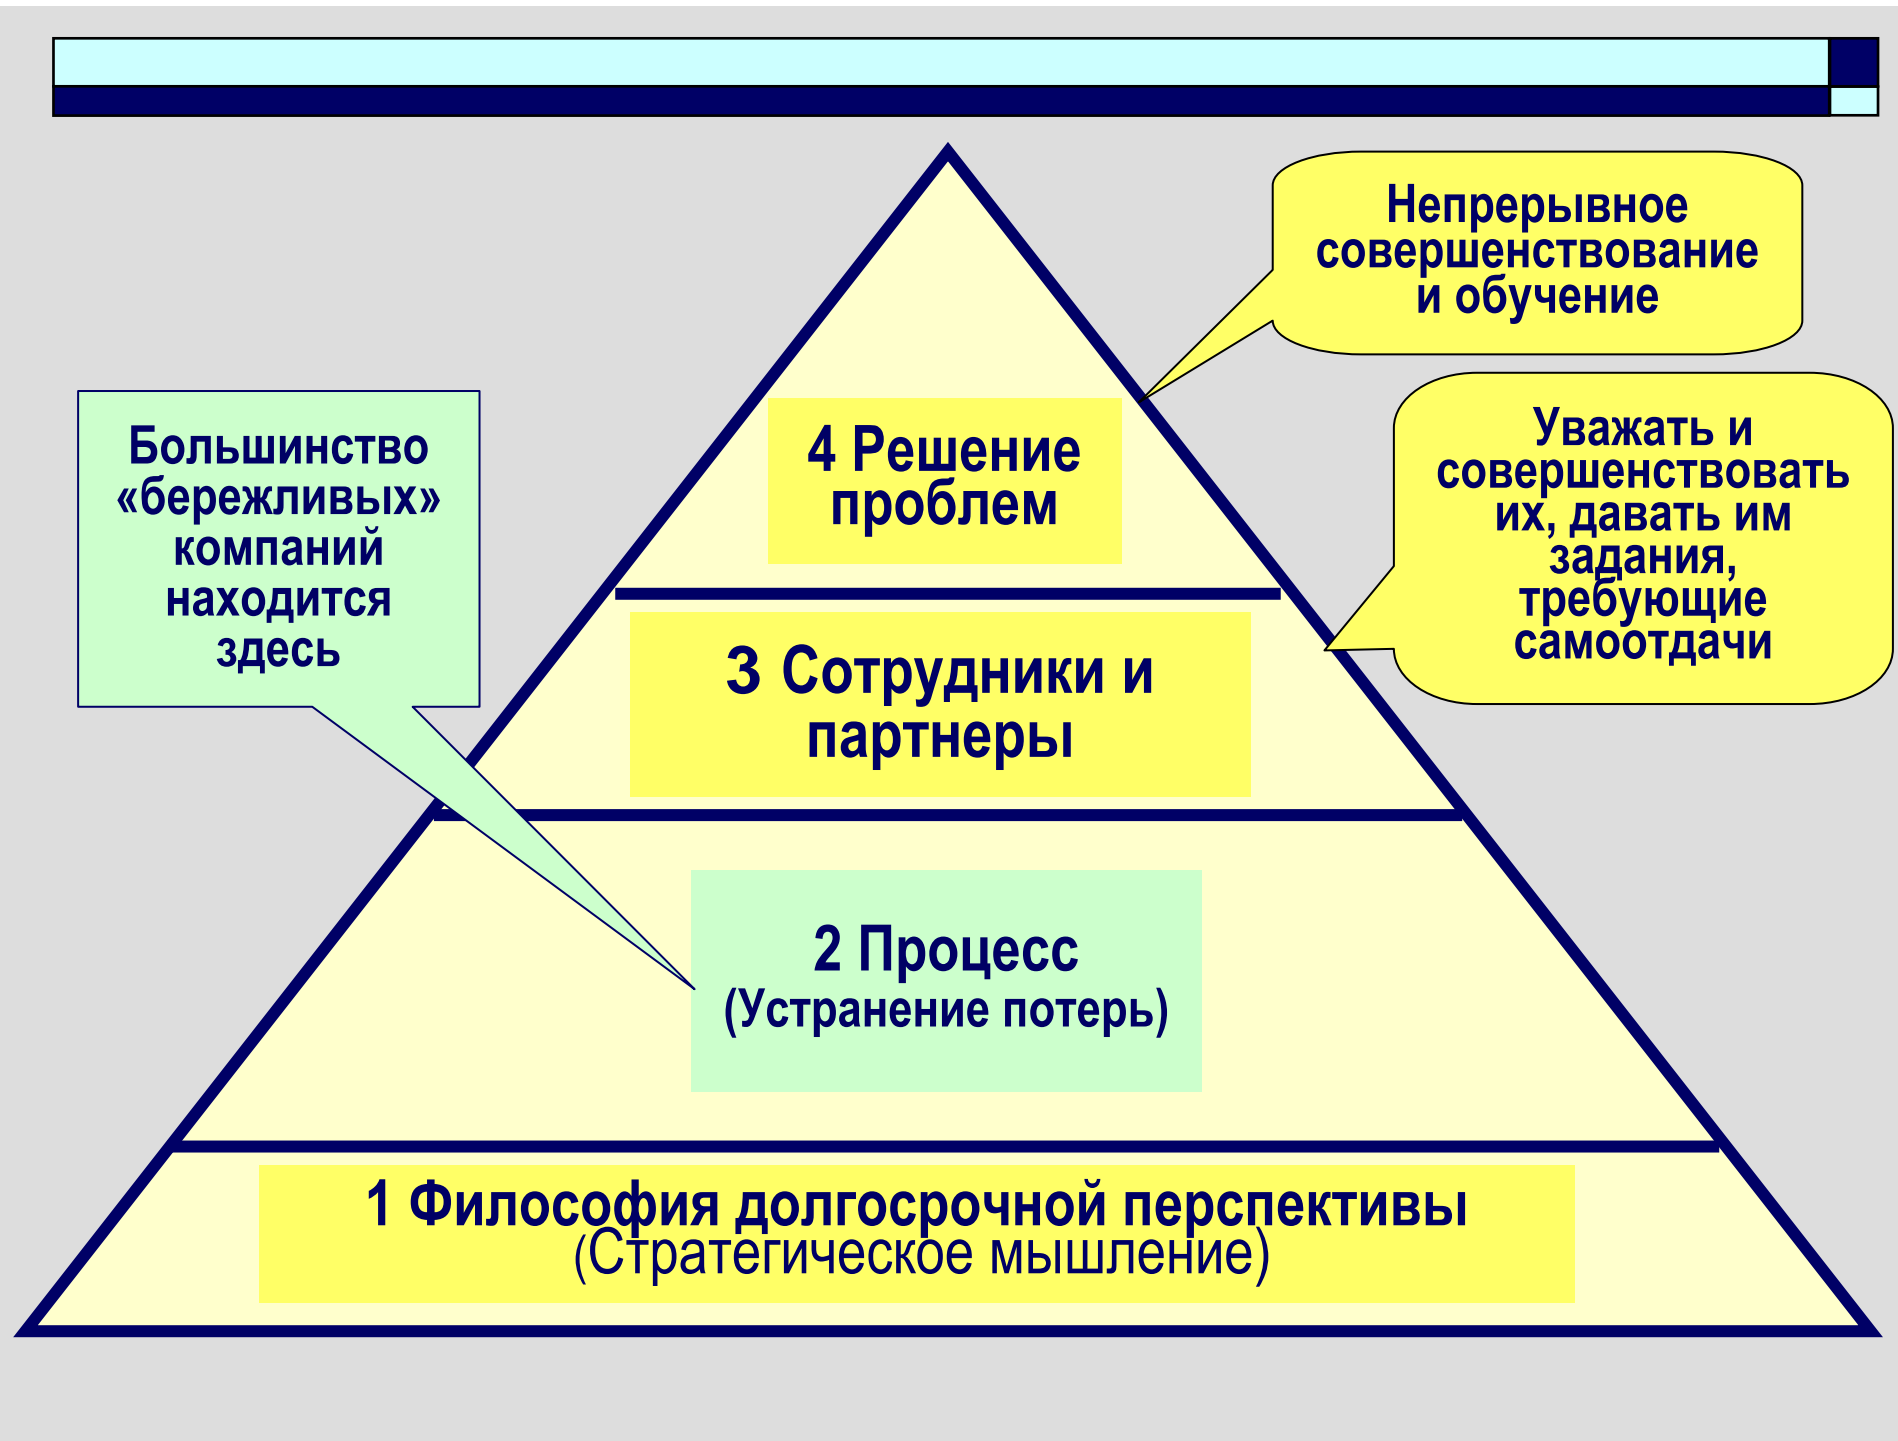 Непрерывное
совершенствование
и обучение
Уважать и
совершенствовать
их, давать им
задания,
требующие
самоотдачи
Большинство
«бережливых»
компаний
находится
здесь
4 Решение
проблем
3 Сотрудники и
партнеры
2 Процесс
(Устранение потерь)
1 Философия долгосрочной перспективы
(Стратегическое мышление)